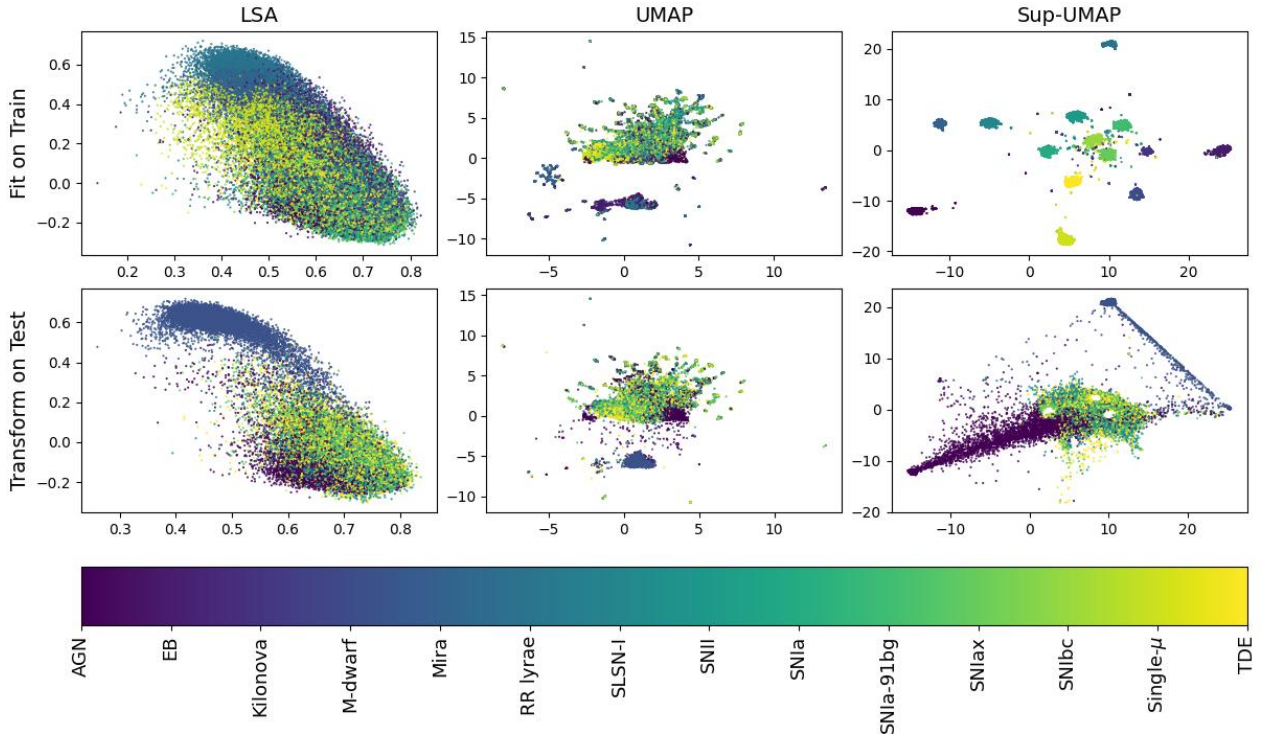 LSA UMAP Sup-UMAP
Fit on Train
0.6
0.4
0.2
0.0
−0.2
0.2 0.3 0.4 0.5 0.6 0.7 0.8
15
10
5
0
−5
−10
−5 0 5 10
20
10
0
−10
−20
−10 0 10 20
Transform on Test
0.6
0.4
0.2
0.0
−0.2
0.3 0.4 0.5 0.6 0.7 0.8
15
10
5
0
−5
−10
−5 0 5 10
20
10
0
−10
−20
−10 0 10 20
AGN
EB
Kilonova
M-dwarf
Mira
RR lyrae
SLSN-I
SNII
SNIa
SNIa-91bg
SNIax
SNIbc
Single-μ
TDE